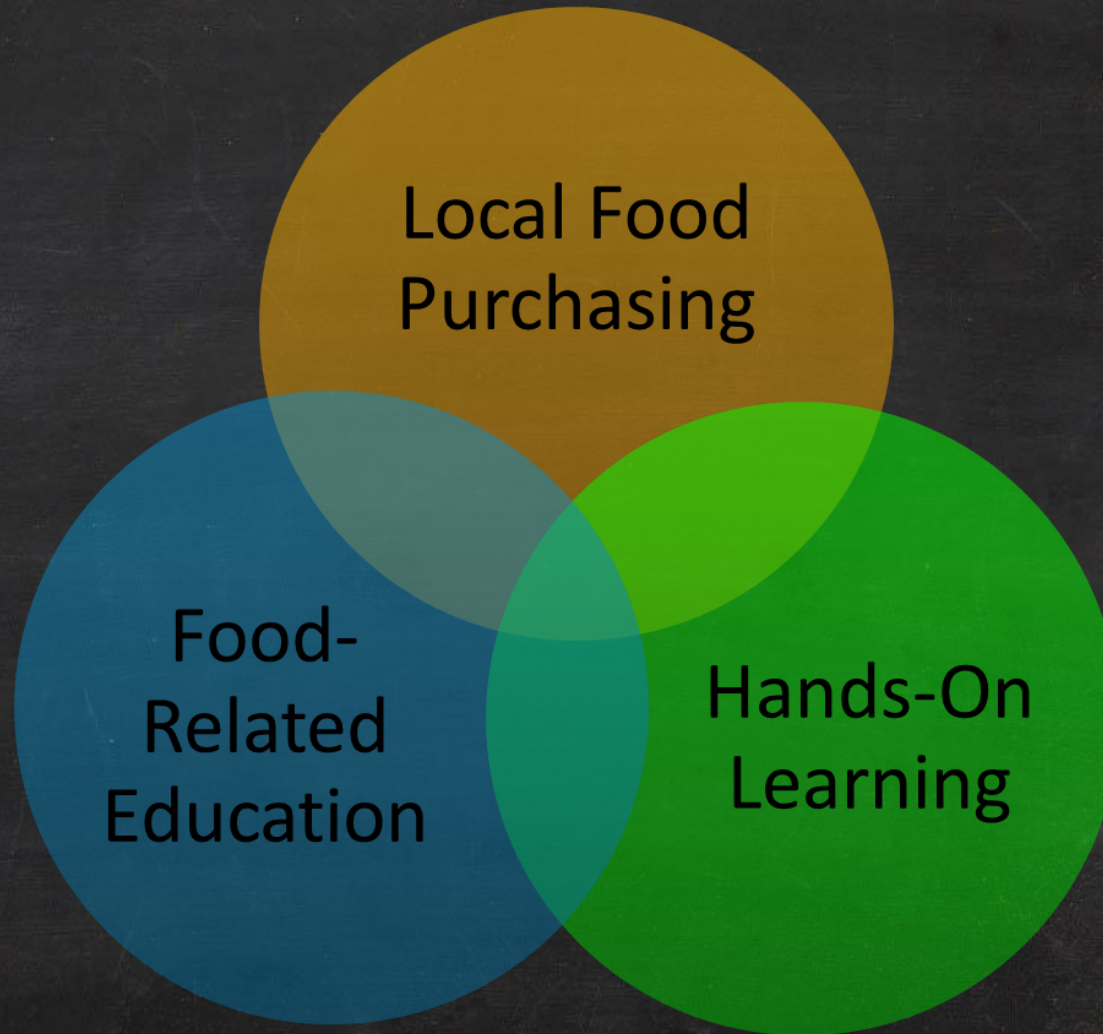 Local Food
Purchasing
Food-
Related
Education
Hands-On
Learning